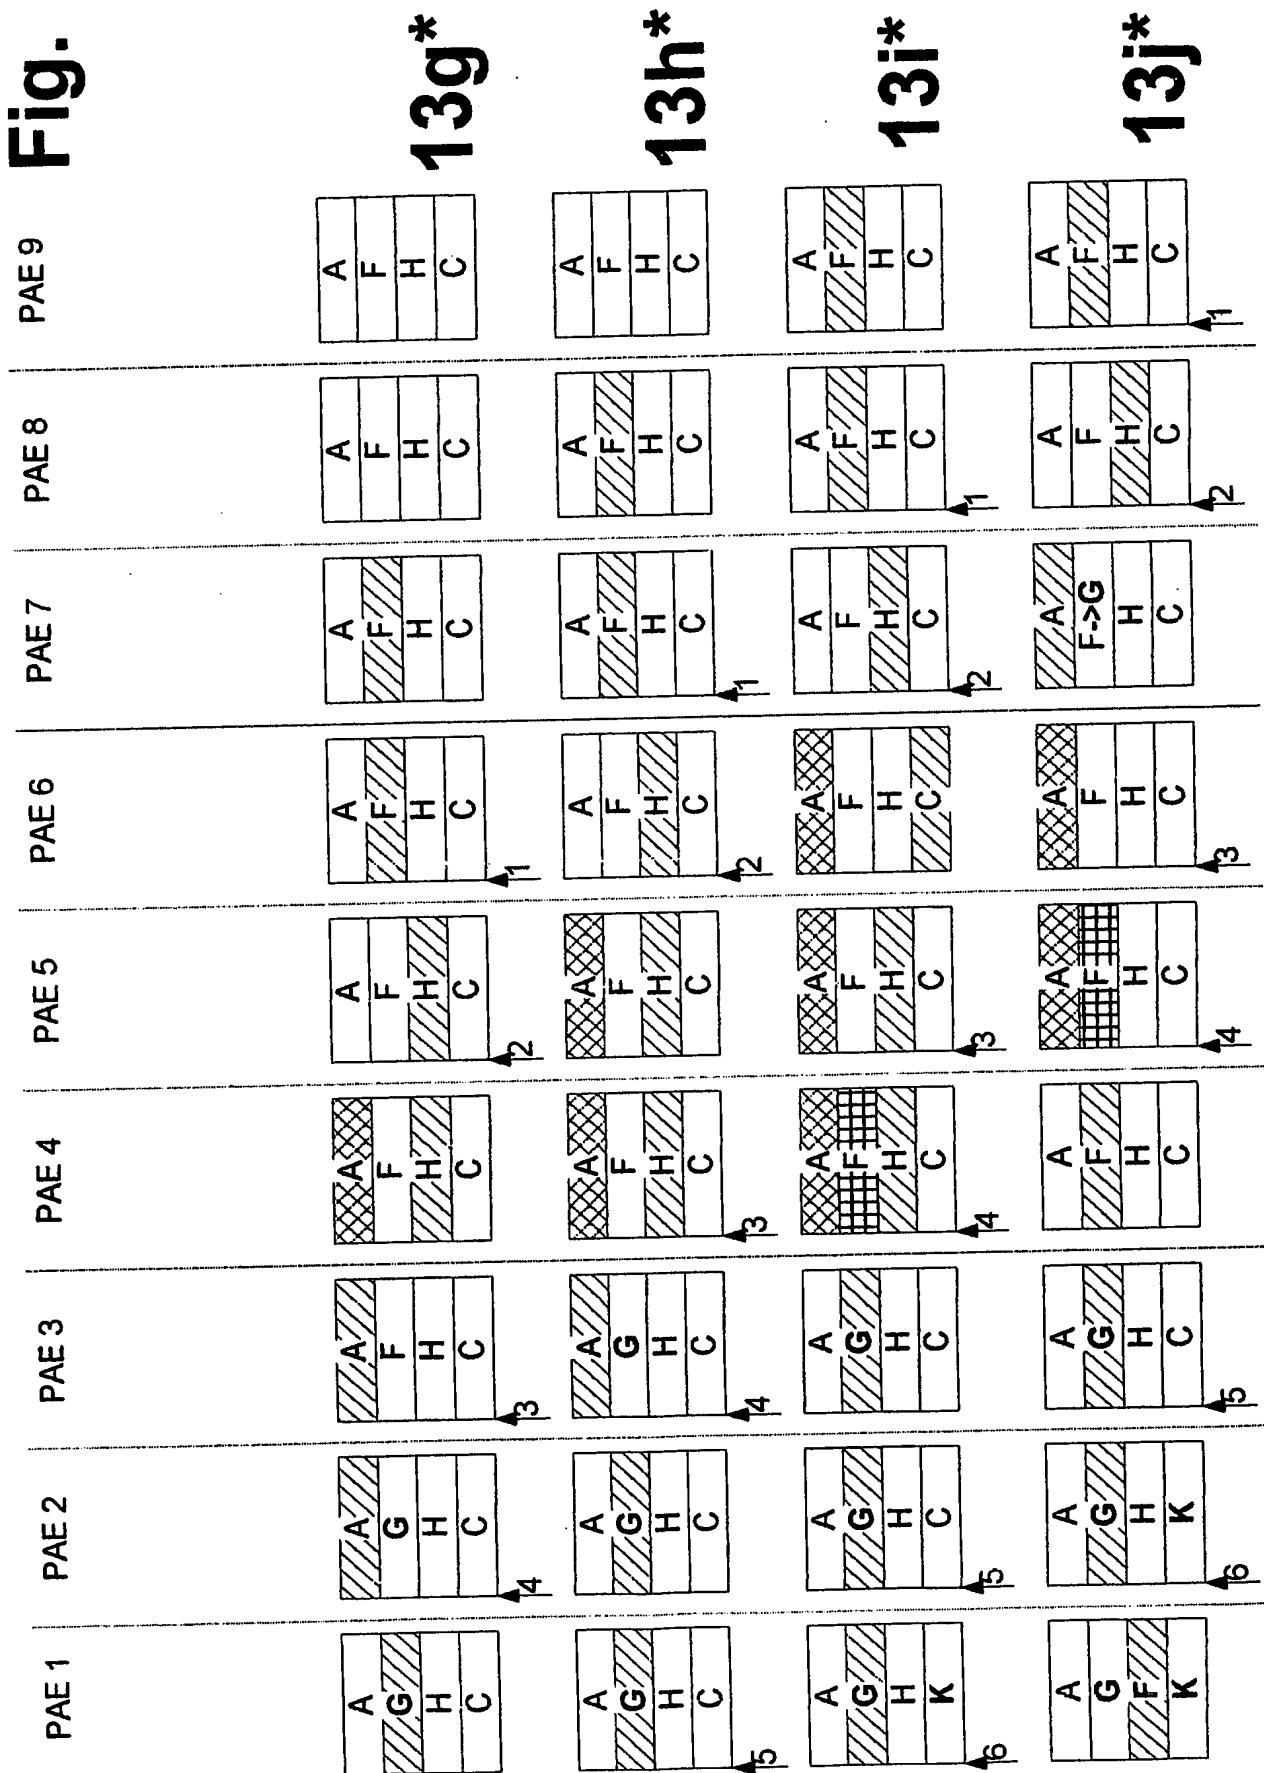 PAE 1 PAE 2 PAE 3 PAE 4 PAE 5 PAE 6 PAE 7 PAE 8 PAE 9 Fig.
A A A A A A A A A
G G F F F F F F F
H H H H H H H H H
C C C C C C C C C
4 3 2 1
13g*
A A A A A A A A A
G G G F F F F F F
H H H H H H H H H
C C C C C C C C C
5 4 3 2 1
13h*
A A A A A A A A A
G G G F F F F F F
H H H H H H H H H
K C C C C C C C C
6 5 4 3 2 1
13i*
A A A A A A A A A
G G G F F F F->G F F
F H H H H H H H H
K K C C C C C C C
6 5 4 3 2 1
13j*